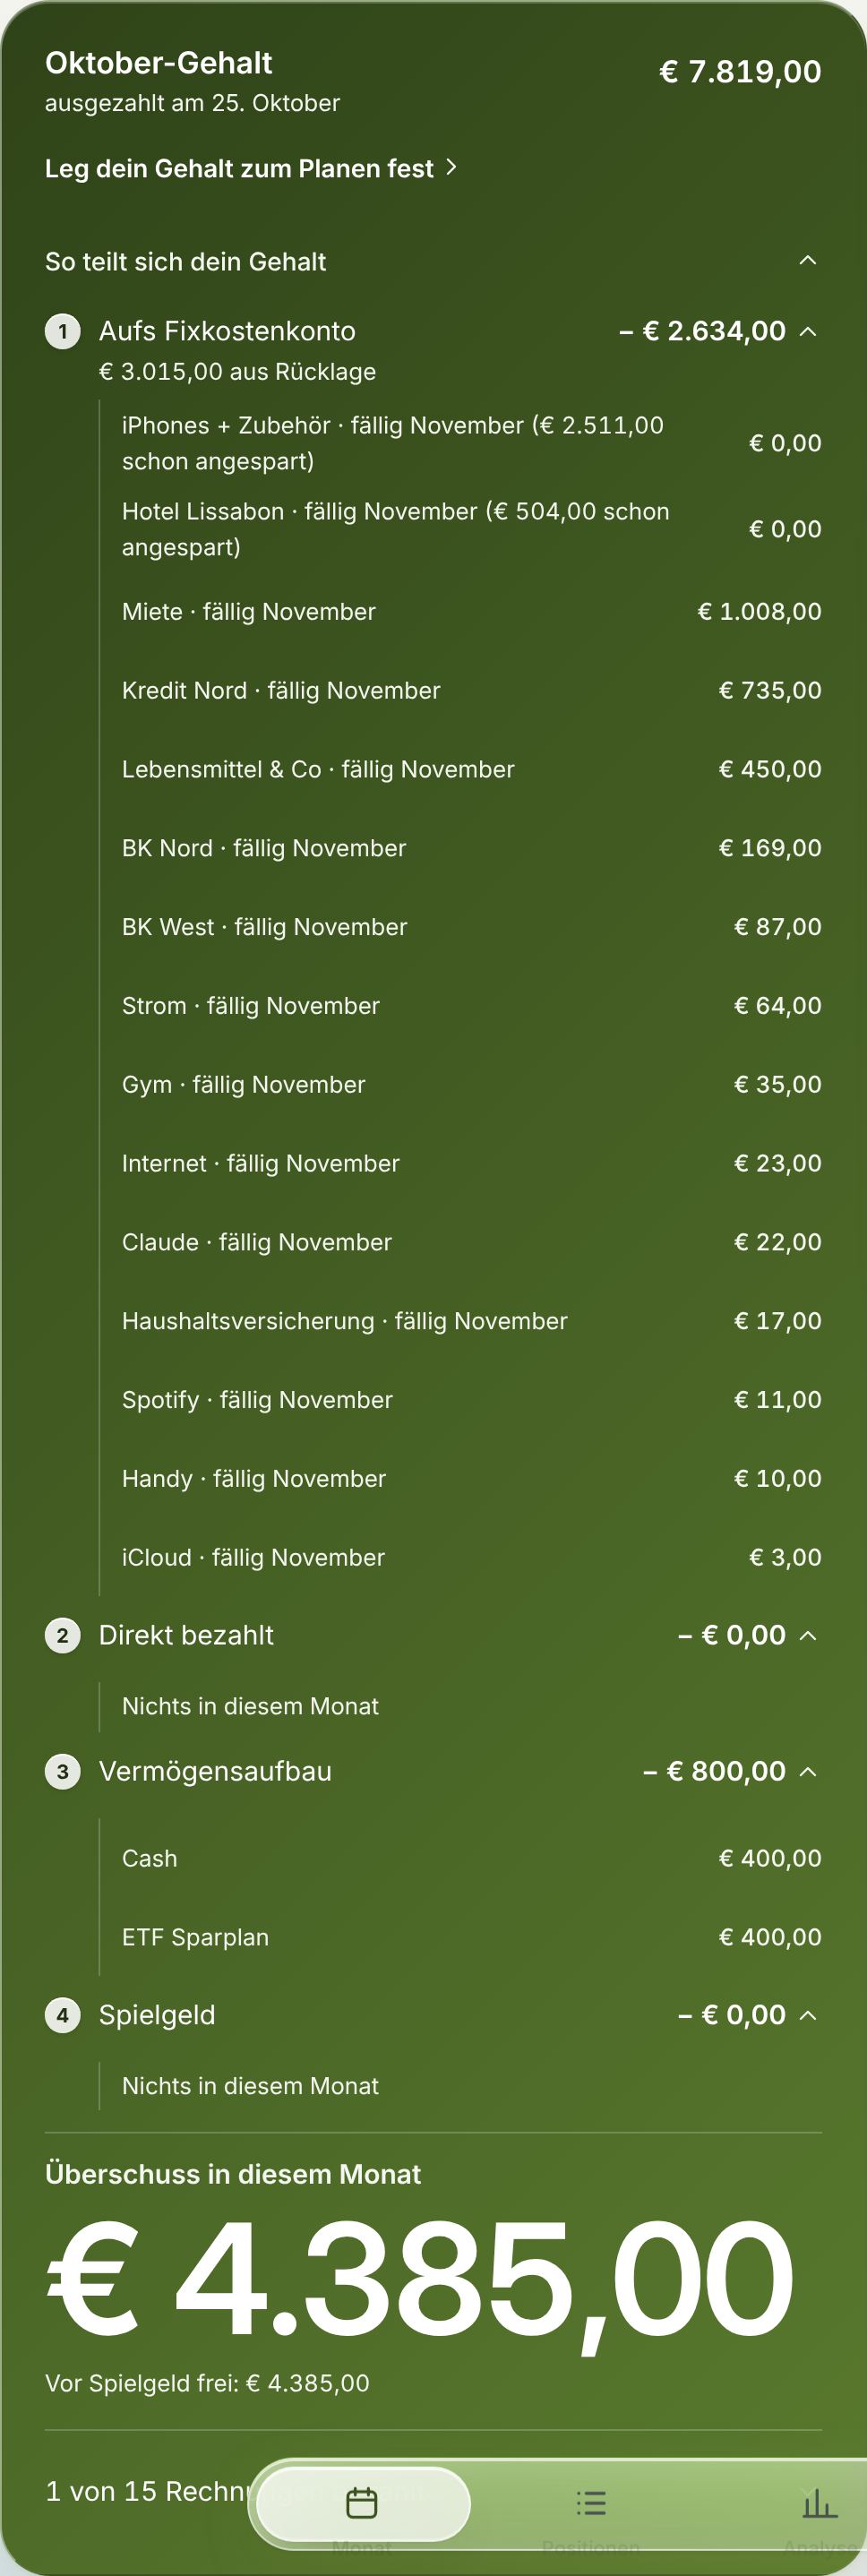 Oktober-Gehalt
€ 7.819,00
ausgezahlt am 25. Oktober
Leg dein Gehalt zum Planen fest
So teilt sich dein Gehalt
1 Aufs Fixkostenkonto – € 2.634,00
€ 3.015,00 aus Rücklage
iPhones + Zubehör · fällig November (€ 2.511,00
schon angespart)
€ 0,00
Hotel Lissabon · fällig November (€ 504,00 schon
angespart)
€ 0,00
Miete · fällig November € 1.008,00
Kredit Nord · fällig November € 735,00
Lebensmittel & Co · fällig November € 450,00
BK Nord · fällig November € 169,00
BK West · fällig November € 87,00
Strom · fällig November € 64,00
Gym · fällig November € 35,00
Internet · fällig November € 23,00
Claude · fällig November € 22,00
Haushaltsversicherung · fällig November € 17,00
Spotify · fällig November € 11,00
Handy · fällig November € 10,00
iCloud · fällig November € 3,00
2 Direkt bezahlt – € 0,00
Nichts in diesem Monat
3 Vermögensaufbau – € 800,00
Cash € 400,00
ETF Sparplan € 400,00
4 Spielgeld – € 0,00
Nichts in diesem Monat
Überschuss in diesem Monat
€ 4.385,00
Vor Spielgeld frei: € 4.385,00
1 von 15
Monat Positionen Analyse